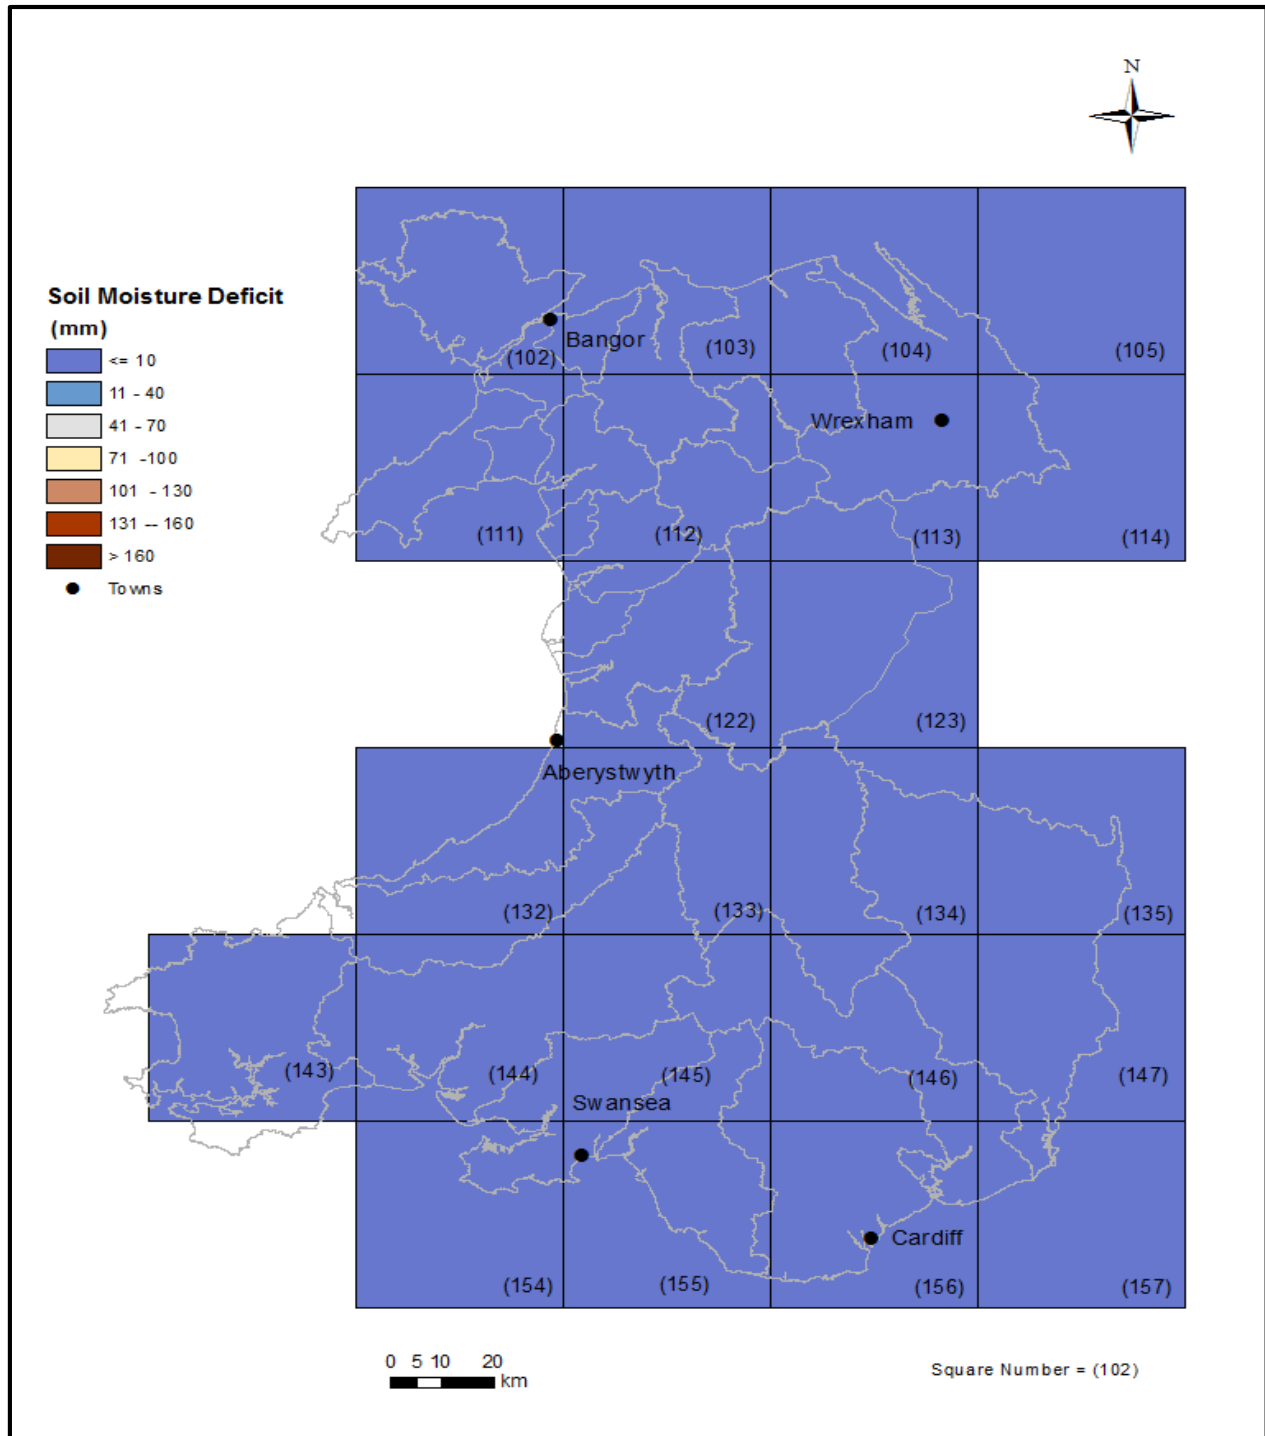 N
Soil Moisture Deficit
(mm)
<= 10
11 - 40
41 - 70
71 -100
101 - 130
131 -- 160
> 160
Towns
Bangor
(102)
(103)
(104)
(105)
Wrexham
(111)
(112)
(113)
(114)
(122)
(123)
Aberystwyth
(132)
(133)
(134)
(135)
(143)
(144)
(145)
(146)
(147)
Swansea
Cardiff
(154)
(155)
(156)
(157)
0 5 10 20
km
Square Number = (102)